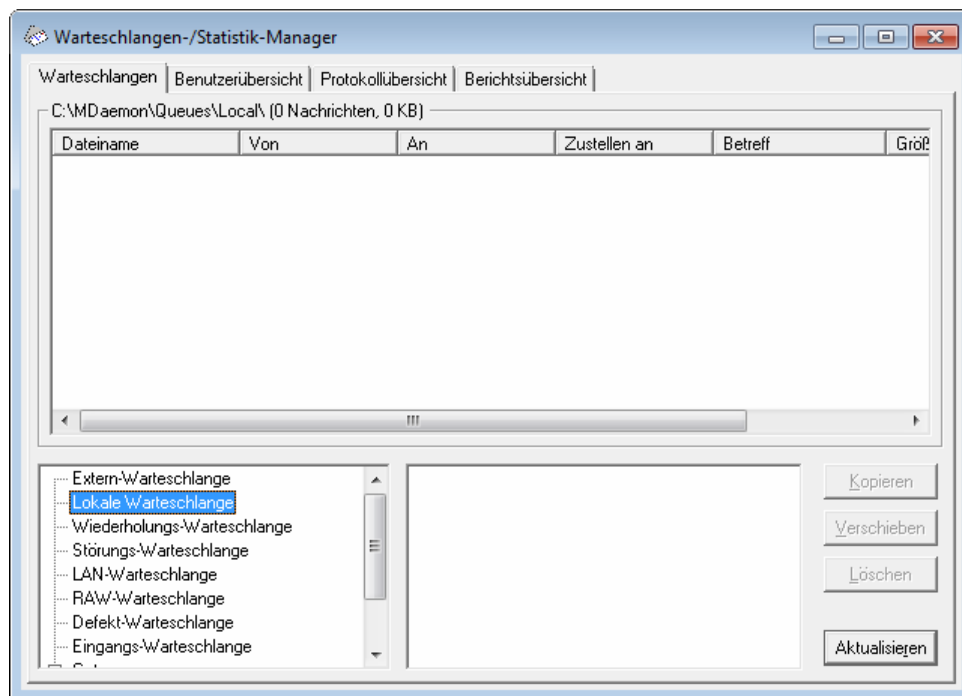 Warteschlangen-/Statistik-Manager
Warteschlangen Benutzerübersicht Protokollübersicht Berichtsübersicht
C:\MDaemon\Queues\Local\ (0 Nachrichten, 0 KB)
Dateiname Von An Zustellen an Betreff
Extern-Warteschlange
Lokale Warteschlange
Wiederholungs-Warteschlange
Störungs-Warteschlange
LAN-Warteschlange
RAW-Warteschlange
Defekt-Warteschlange
Eingangs-Warteschlange
Kopieren
Verschieben
Löschen
Aktualisieren